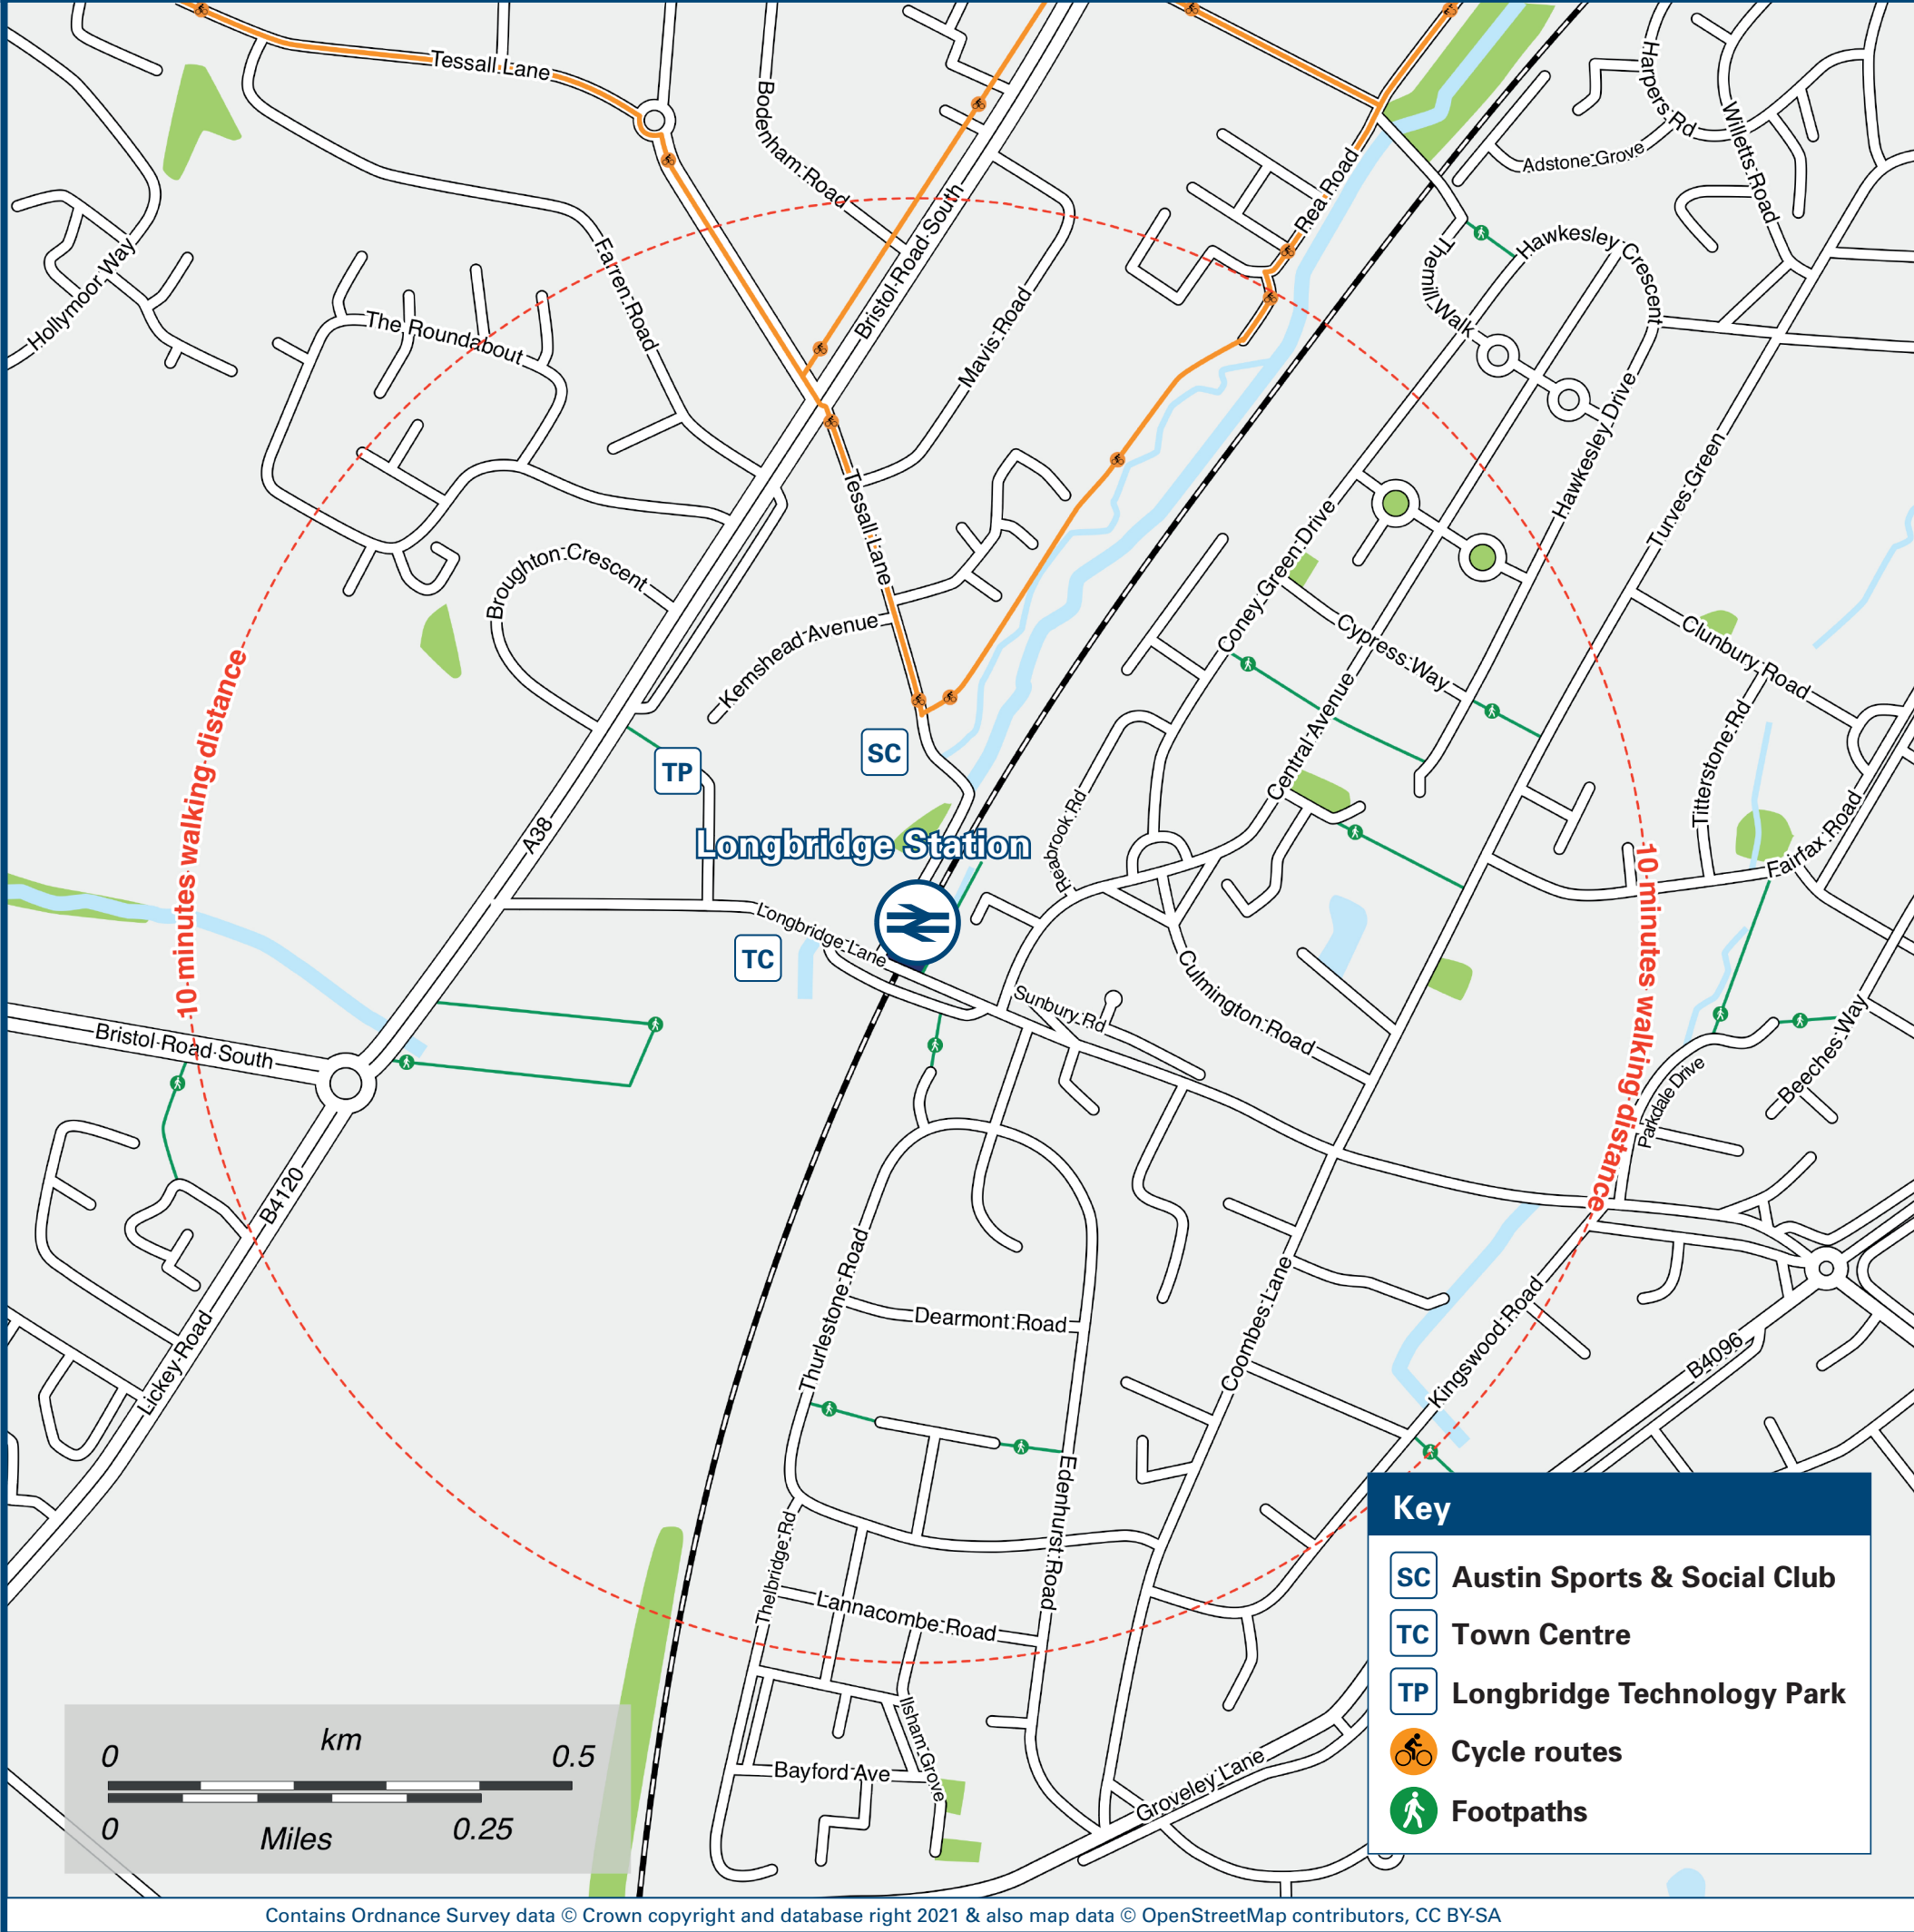 Tessall Lane
Bodenham Road
Bristol Road South
Rea Road
Harpers Rd
Willetts Road
Adstone Grove
Hollymoor Way
Farren Road
The Roundabout
Mavis Road
Themill Walk
Hawkesley Crescent
Hawkesley Drive
Turves Green
Tessall Lane
Broughton Crescent
Kemshead Avenue
Coney Green Drive
Cypress Way
Clunbury Road
Central Avenue
Titterstone Rd
10 minutes walking distance
SC
TP
A38
Longbridge Station
Reabrook Rd
Fairfax Road
10 minutes walking distance
Longbridge Lane
TC
Sunbury Rd
Culmington Road
Bristol Road South
Beeches Way
Parkdale Drive
B4120
Lickey Road
Thurlestone Road
Dearmont Road
Coombes Lane
Kingswood Road
B4096
Edenhurst Road
Thelbridge Rd
Lannacombe Road
Ilsham Grove
Bayford Ave
Groveley Lane
Key
SC Austin Sports & Social Club
TC Town Centre
TP Longbridge Technology Park
Cycle routes
Footpaths
km
0 0.5
0 0.25
Miles
Contains Ordnance Survey data © Crown copyright and database right 2021 & also map data © OpenStreetMap contributors, CC BY-SA